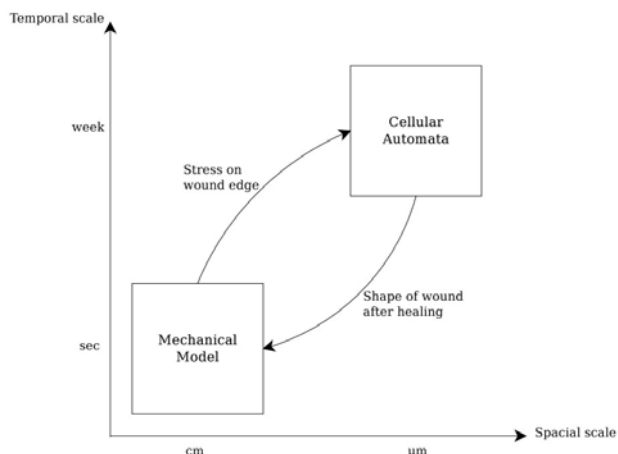 Temporal scale
week
Cellular
Automata
Stress on
wound edge
Shape of wound
after healing
sec
Mechanical
Model
Spacial scale
cm
um